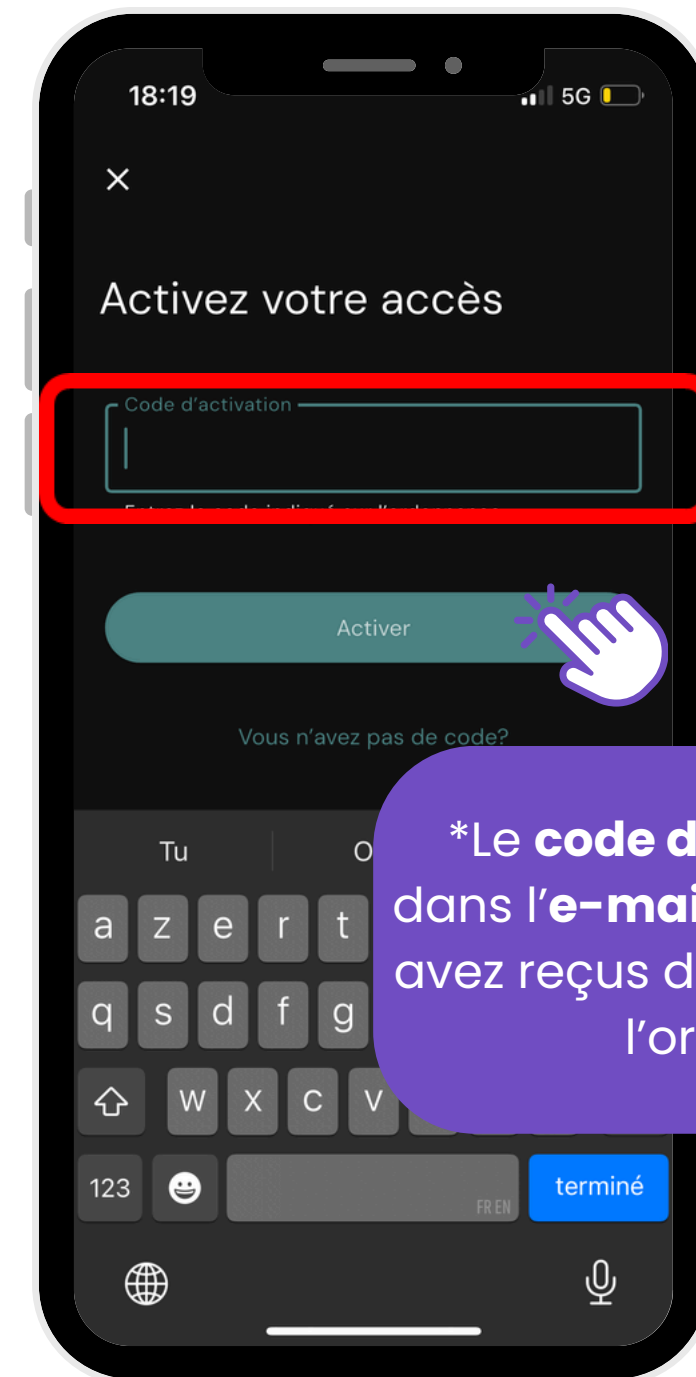 18:19 5G
Activez votre accès
Code d'activation
Activer
Vous n'avez pas de code?
*Le code d
dans l'e-mai
avez reçus d
l'or
Tu O
a z e r t
q s d f g
w x c v
123 FR EN terminé